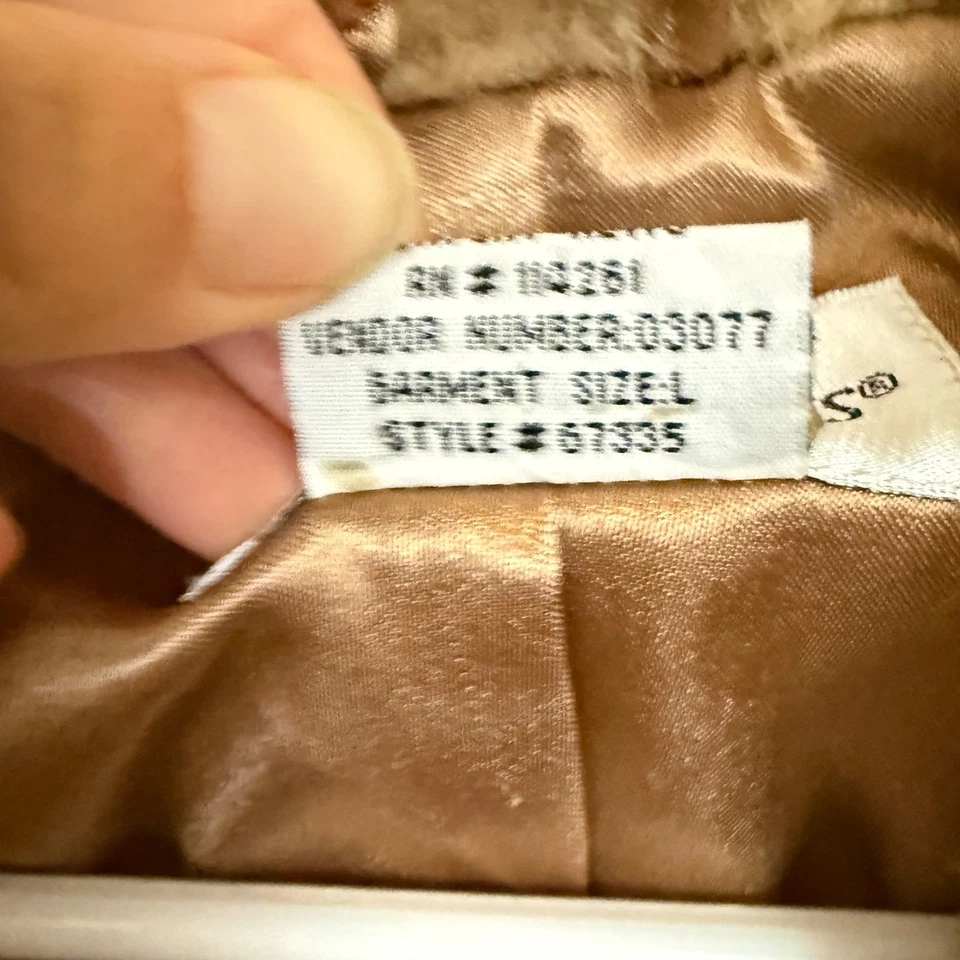 RN # 114281
VENDOR NUMBER:03077
GARMENT SIZE:L
STYLE # 67335
S®